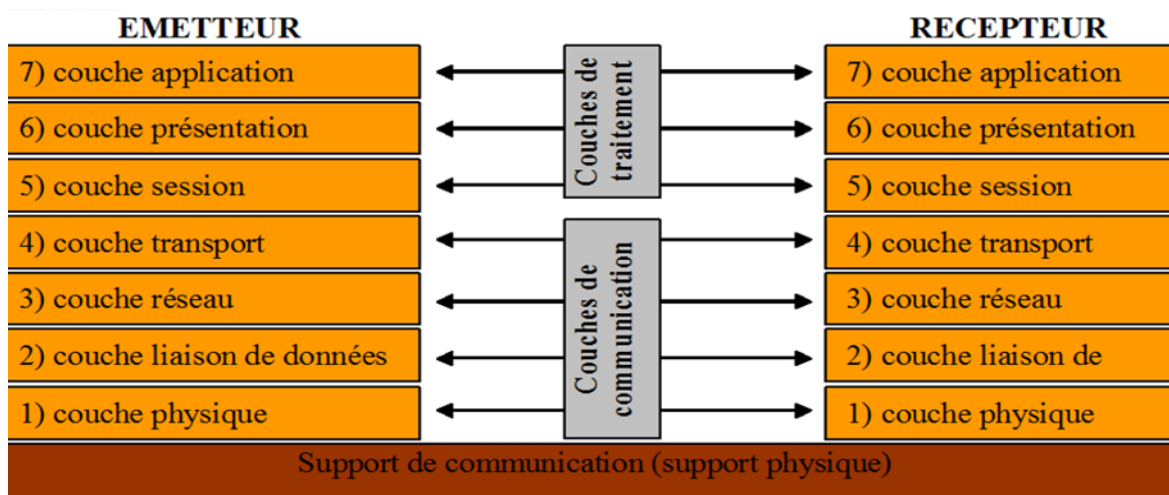 EMETTEUR
7) couche application
6) couche présentation
5) couche session
4) couche transport
3) couche réseau
2) couche liaison de données
1) couche physique
Couches de
traitement
Couches de
communication
RECEPTEUR
7) couche application
6) couche présentation
5) couche session
4) couche transport
3) couche réseau
2) couche liaison de
1) couche physique
Support de communication (support physique)